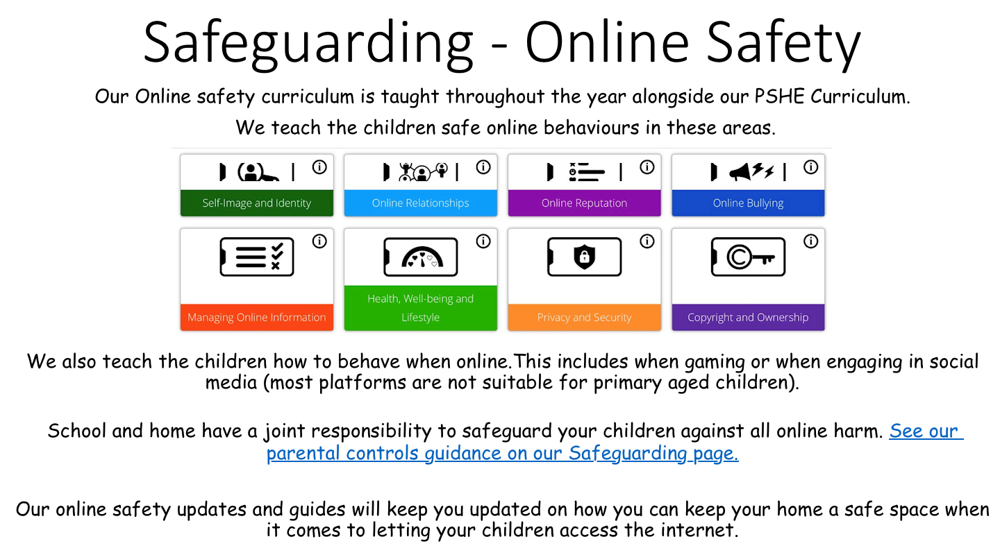 Safeguarding - Online Safety
Our Online safety curriculum is taught throughout the year alongside our PSHE Curriculum.
We teach the children safe online behaviours in these areas.
Self-Image and Identity
Online Relationships
Online Reputation
Online Bullying
Managing Online Information
Health, Well-being and
Lifestyle
Privacy and Security
Copyright and Ownership
We also teach the children how to behave when online.This includes when gaming or when engaging in social
media (most platforms are not suitable for primary aged children).
School and home have a joint responsibility to safeguard your children against all online harm. See our
parental controls guidance on our Safeguarding page.
Our online safety updates and guides will keep you updated on how you can keep your home a safe space when
it comes to letting your children access the internet.